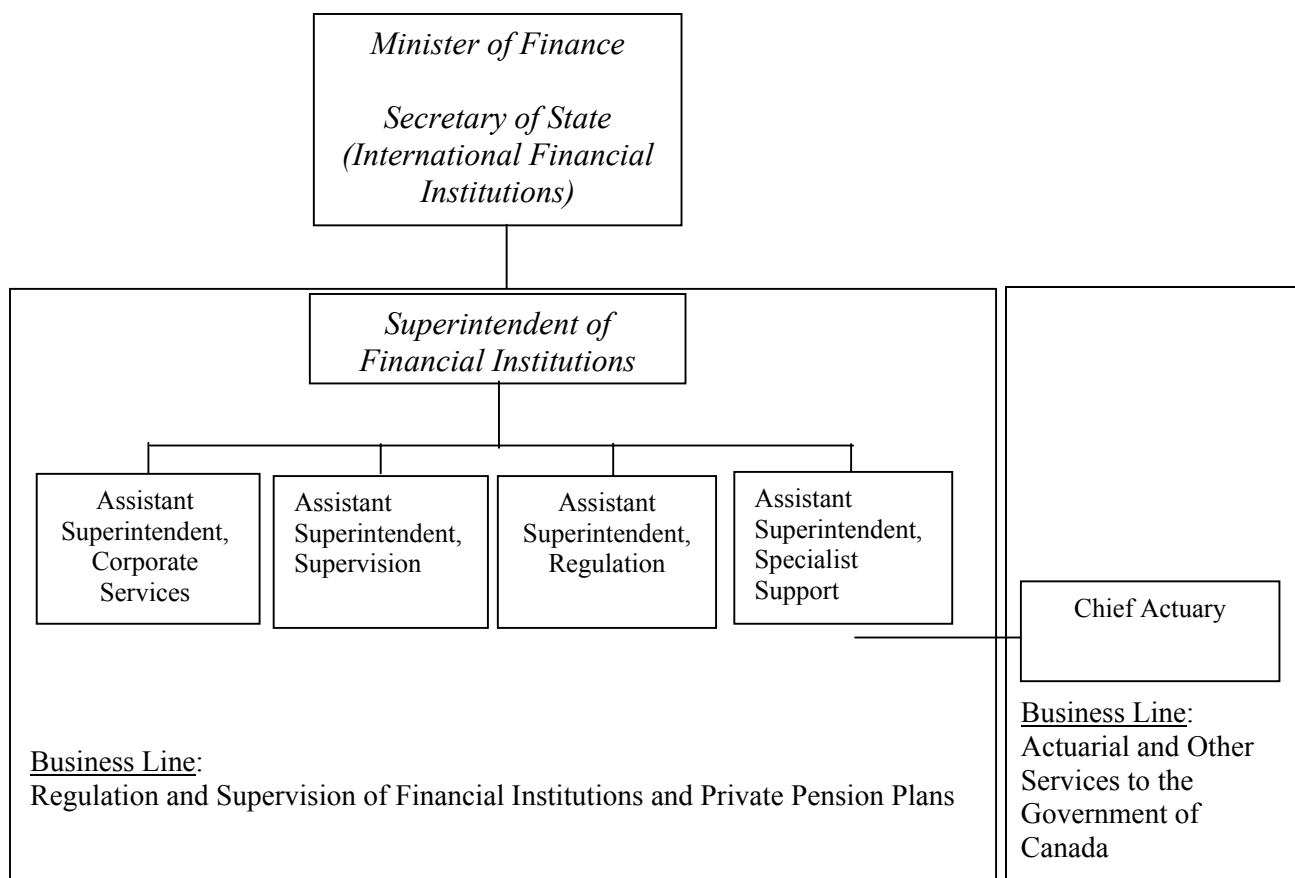 Minister of Finance
Secretary of State
(International Financial
Institutions)
Superintendent of
Financial Institutions
Assistant
Superintendent,
Corporate
Services
Assistant
Superintendent,
Supervision
Assistant
Superintendent,
Regulation
Assistant
Superintendent,
Specialist
Support
Chief Actuary
Business Line:
Regulation and Supervision of Financial Institutions and Private Pension Plans
Business Line:
Actuarial and Other
Services to the
Government of
Canada